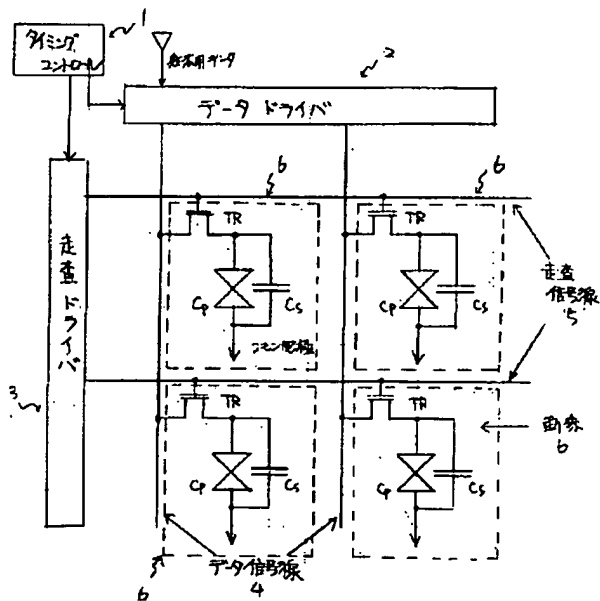 1
タイミング
コントロール
表示用データ
2
データドライバ
6
6
TR
TR
走査ドライバ
Cp
Cs
Cp
Cs
走査
信号線
5
コモン電極
3
TR
TR
画素
6
Cp
Cs
Cp
Cs
データ信号線
4
6